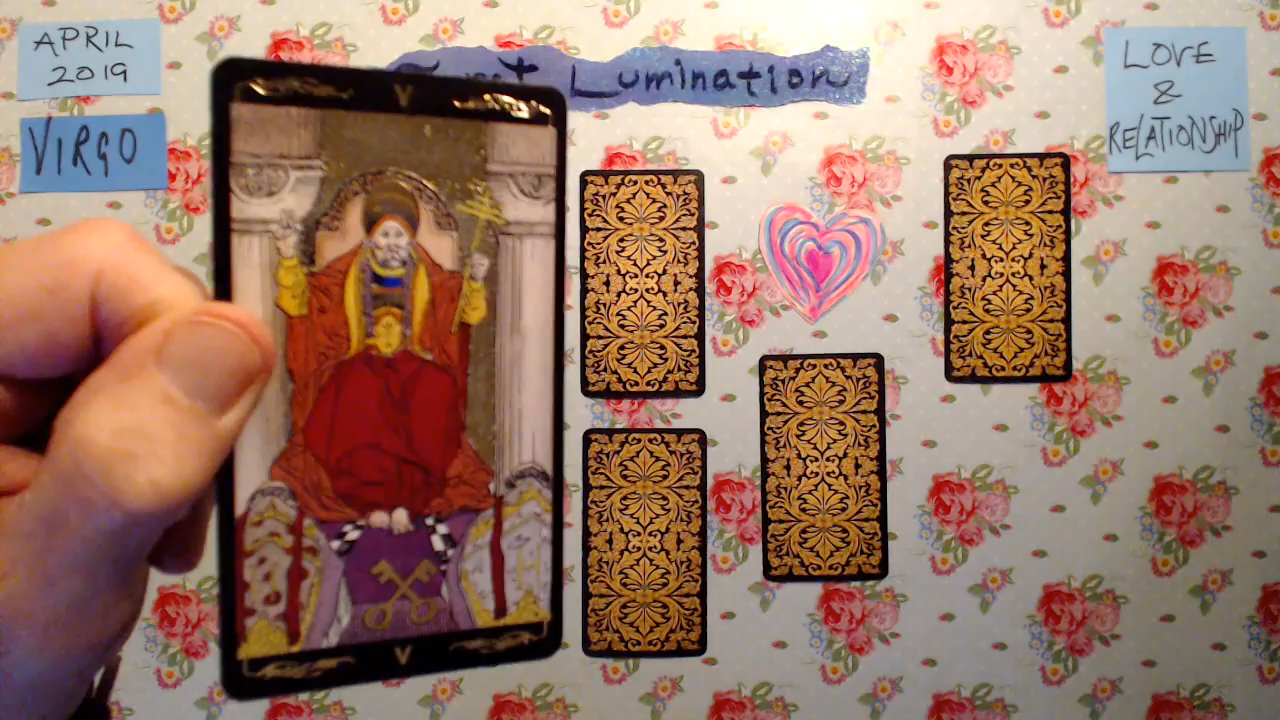 APRIL
2019
VIRGO
Lumination
LOVE
&
RELATIONSHIP
V
V